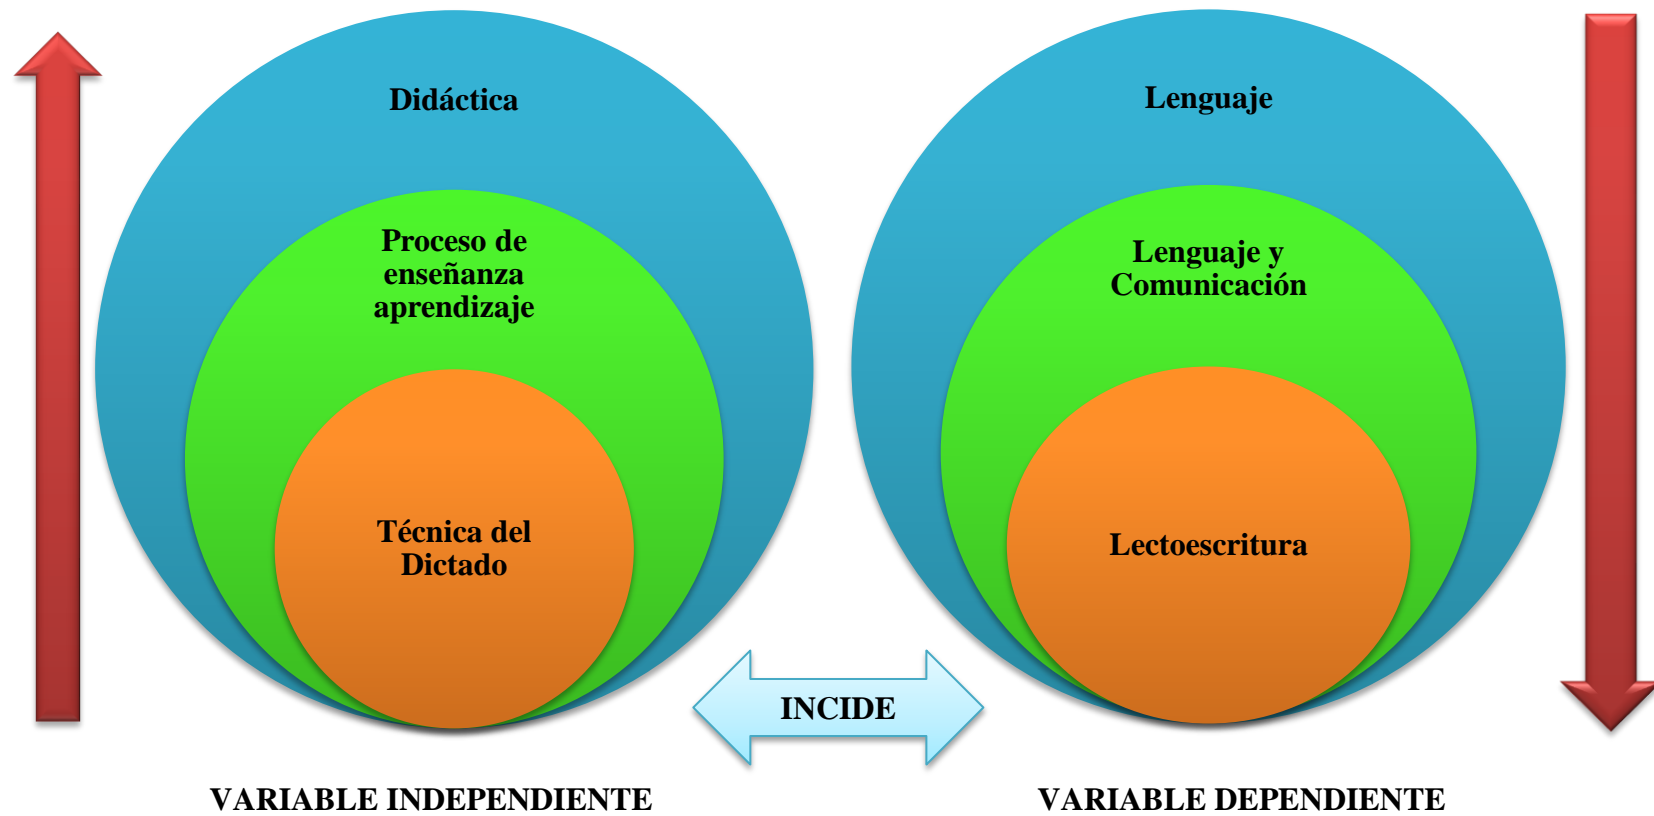 Didáctica
Proceso de
enseñanza
aprendizaje
Técnica del
Dictado
Lenguaje
Lenguaje y
Comunicación
Lectoescritura
INCIDE
VARIABLE INDEPENDIENTE
VARIABLE DEPENDIENTE